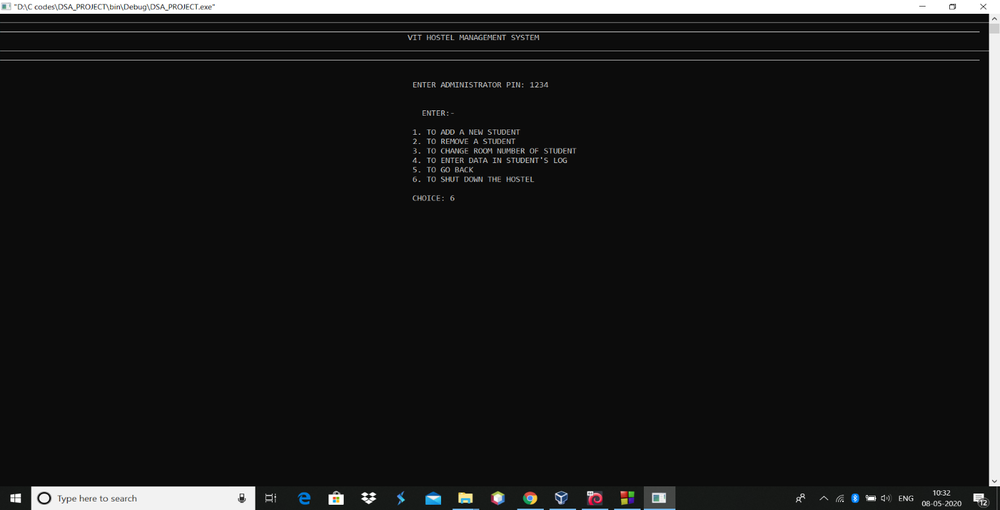 "D:\C codes\DSA_PROJECT\bin\Debug\DSA_PROJECT.exe"
VIT HOSTEL MANAGEMENT SYSTEM
ENTER ADMINISTRATOR PIN: 1234
ENTER:-
1. TO ADD A NEW STUDENT
2. TO REMOVE A STUDENT
3. TO CHANGE ROOM NUMBER OF STUDENT
4. TO ENTER DATA IN STUDENT'S LOG
5. TO GO BACK
6. TO SHUT DOWN THE HOSTEL
CHOICE: 6
Type here to search
64
ENG
10:32
08-05-2020
12